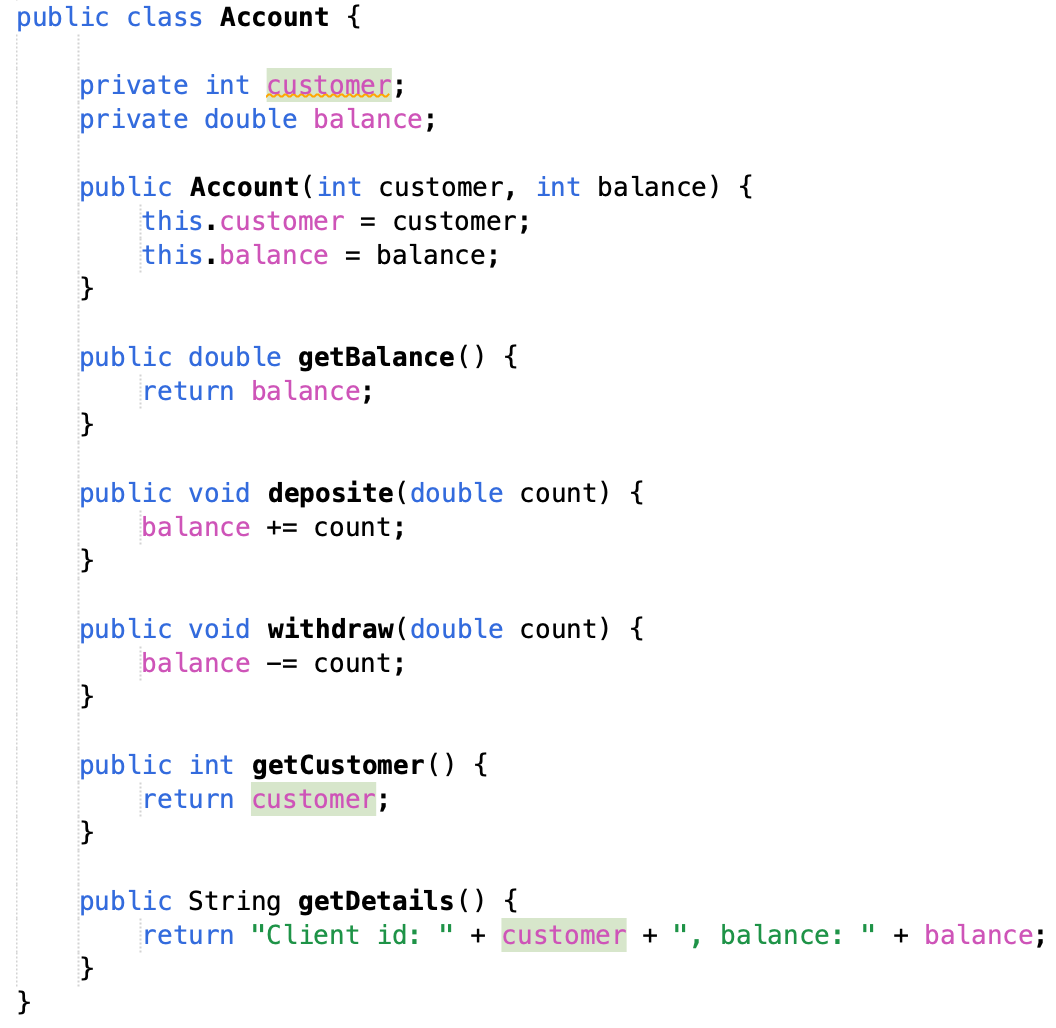 public class Account {
private int customer;
private double balance;
public Account(int customer, int balance) {
this.customer = customer;
this.balance = balance;
}
public double getBalance() {
return balance;
}
public void deposite(double count) {
balance += count;
}
public void withdraw(double count) {
balance -= count;
}
public int getCustomer() {
return customer;
}
public String getDetails() {
return "Client id: " + customer + ", balance: " + balance;
}
}